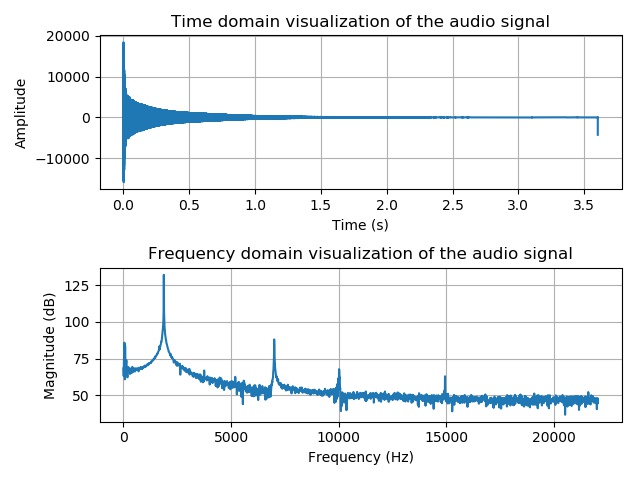 Time domain visualization of the audio signal
20000
10000
0
−10000
Amplitude
0.0 0.5 1.0 1.5 2.0 2.5 3.0 3.5
Time (s)
Frequency domain visualization of the audio signal
125
100
75
50
Magnitude (dB)
0 5000 10000 15000 20000
Frequency (Hz)